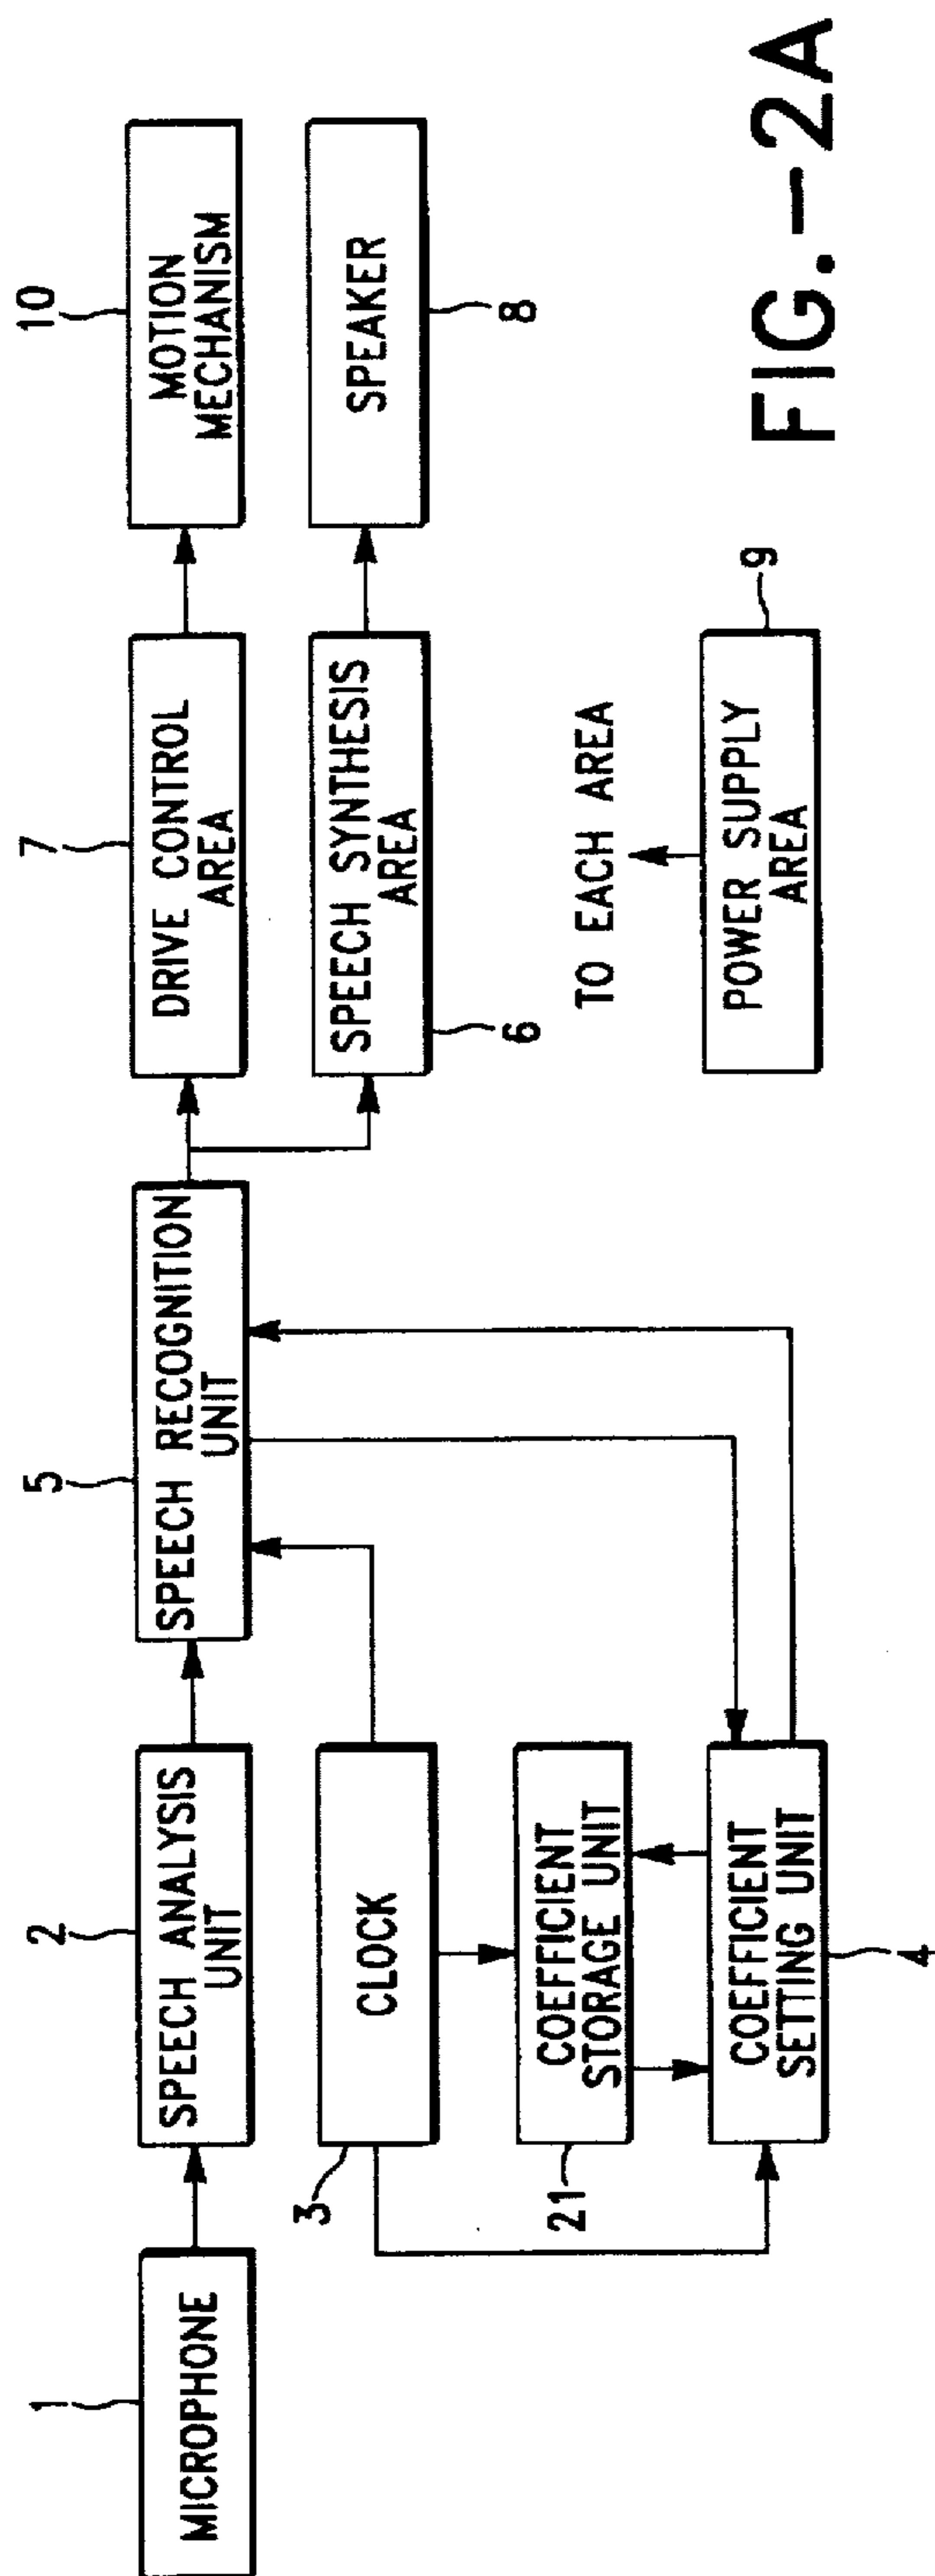 1
MICROPHONE
2
SPEECH ANALYSIS
UNIT
5
SPEECH RECOGNITION
UNIT
7
DRIVE CONTROL
AREA
10
MOTION
MECHANISM
3
CLOCK
SPEECH SYNTHESIS
AREA
6
SPEAKER
8
21
COEFFICIENT
STORAGE UNIT
COEFFICIENT
SETTING UNIT
4
TO EACH AREA
POWER SUPPLY
AREA
9
FIG.-2A